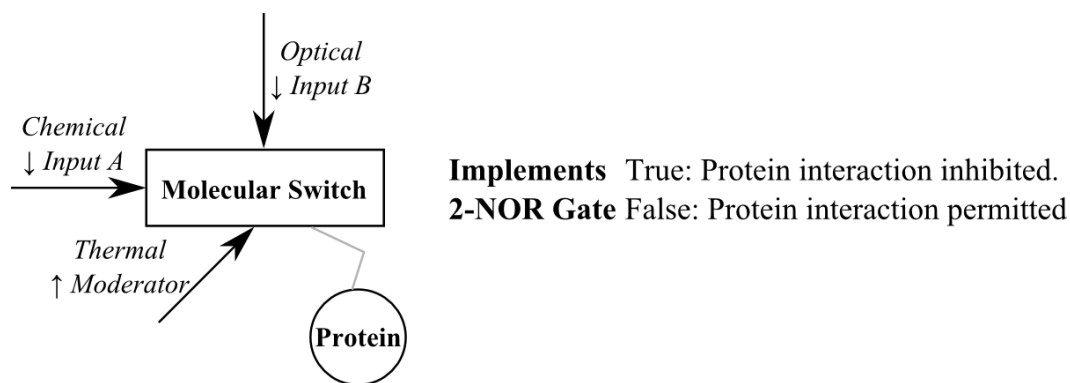 Optical
↓ Input B
Chemical
↓ Input A
Molecular Switch
Thermal
↑ Moderator
Protein
Implements True: Protein interaction inhibited.
2-NOR Gate False: Protein interaction permitted